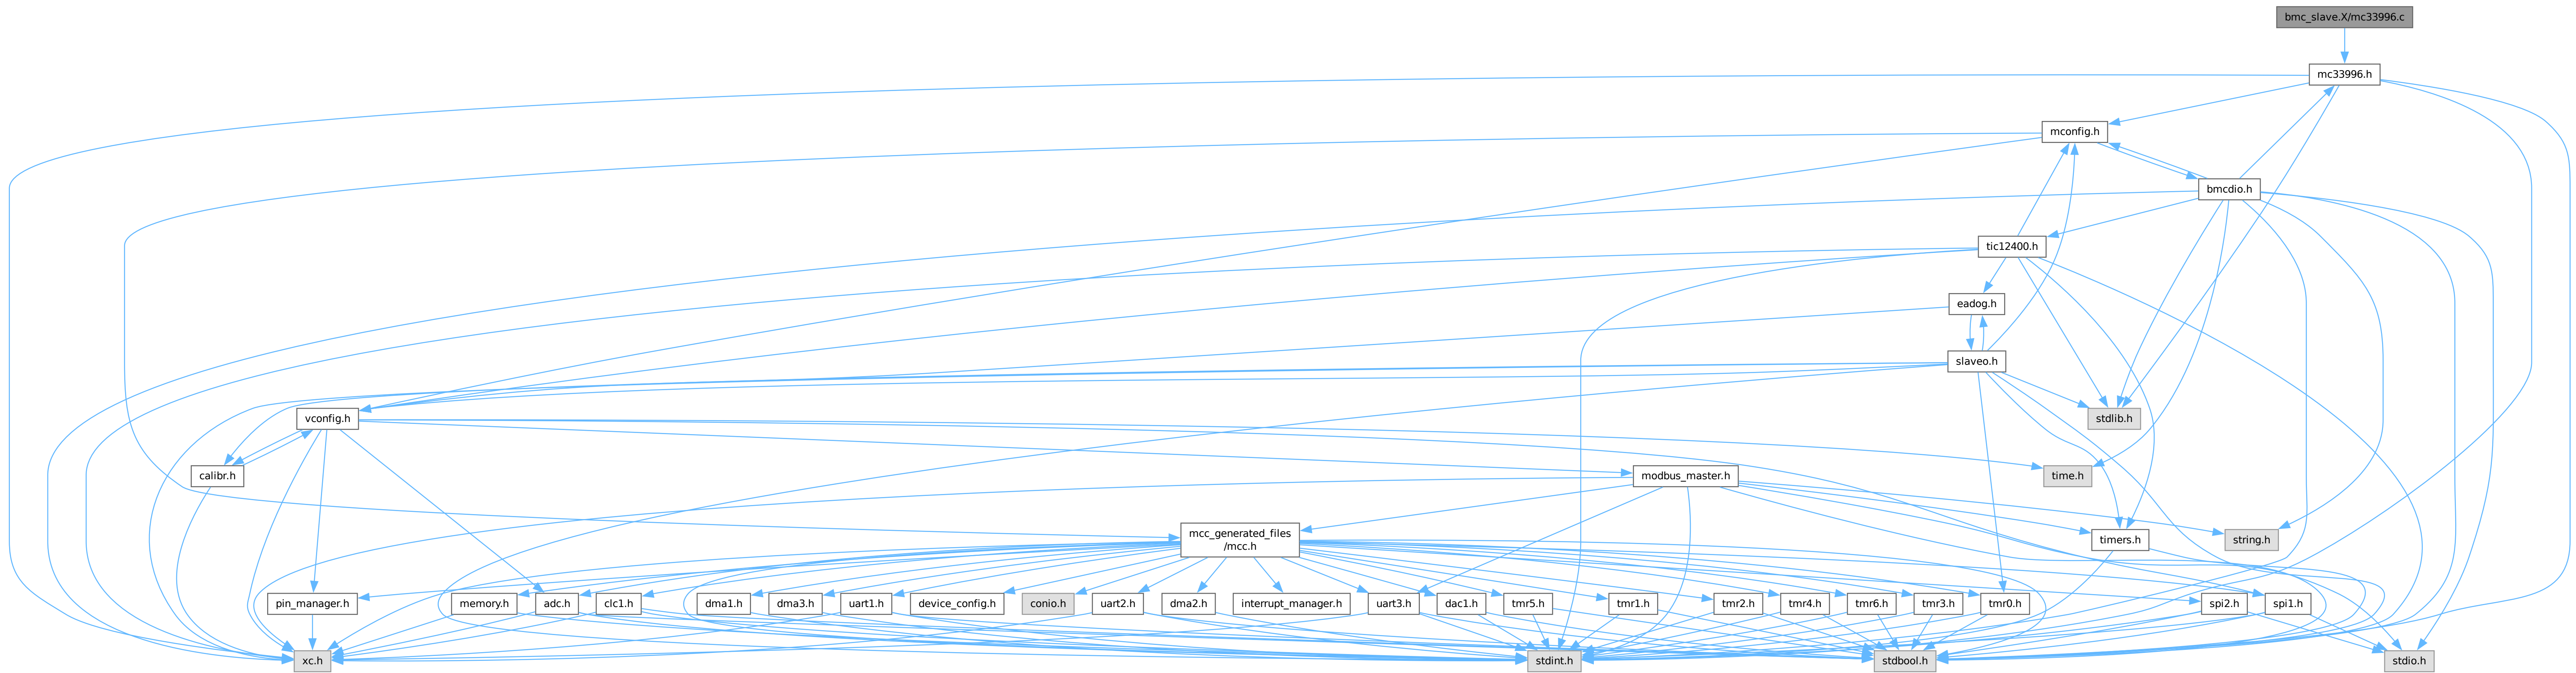 bmc_slave.X/mc33996.c
mc33996.h
mconfig.h
bmcdio.h
tic12400.h
eadog.h
slaveo.h
vconfig.h
stdlib.h
calibr.h
modbus_master.h
time.h
mcc_generated_files
/mcc.h
timers.h
string.h
pin_manager.h
memory.h
adc.h
clc1.h
dma1.h
dma3.h
uart1.h
device_config.h
conio.h
uart2.h
dma2.h
interrupt_manager.h
uart3.h
dac1.h
tmr5.h
tmr1.h
tmr2.h
tmr4.h
tmr6.h
tmr3.h
tmr0.h
spi2.h
spi1.h
xc.h
stdint.h
stdbool.h
stdio.h